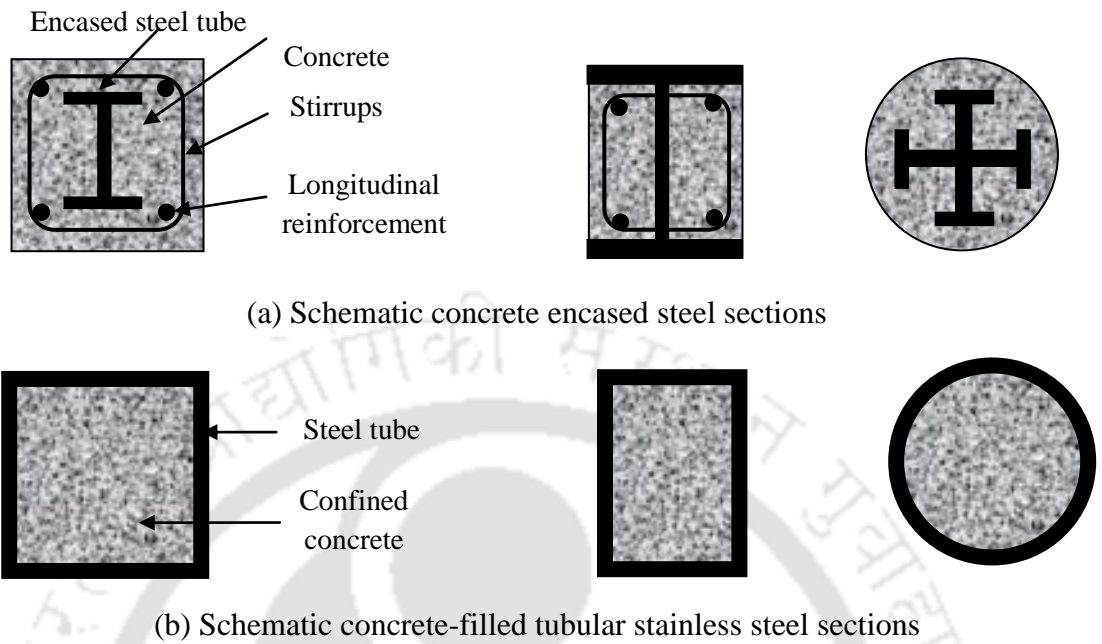 Encased steel tube
Concrete
Stirrups
Longitudinal
reinforcement
(a) Schematic concrete encased steel sections
Steel tube
Confined
concrete
(b) Schematic concrete-filled tubular stainless steel sections